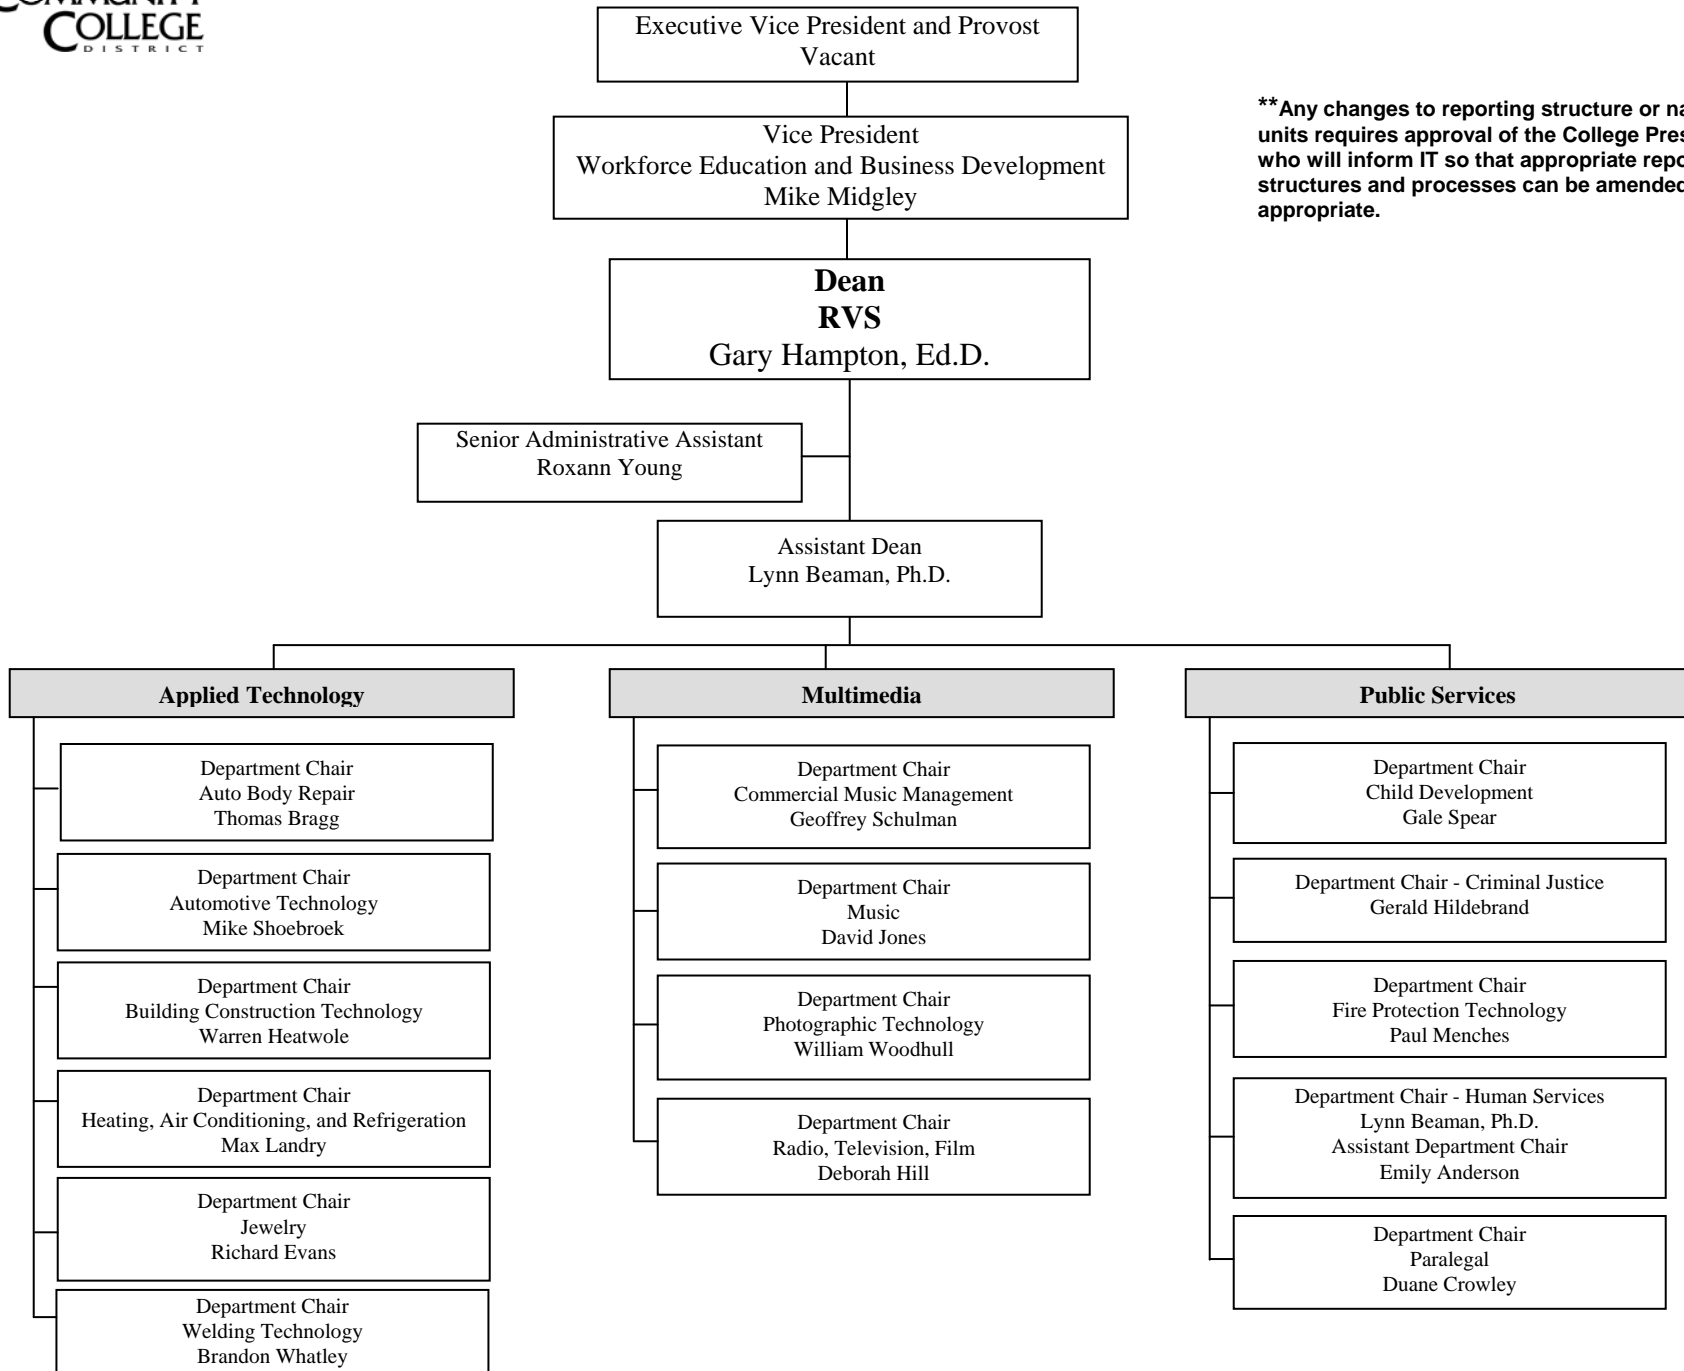 COMMUNITY
COLLEGE
DISTRICT
Executive Vice President and Provost
Vacant
**Any changes to reporting structure or
units requires approval of the College
who will inform IT so that appropriate
structures and processes can be amended
appropriate.
Vice President
Workforce Education and Business Development
Mike Midgley
Dean
RVS
Gary Hampton, Ed.D.
Senior Administrative Assistant
Roxann Young
Assistant Dean
Lynn Beaman, Ph.D.
Applied Technology
Department Chair
Auto Body Repair
Thomas Bragg
Department Chair
Automotive Technology
Mike Shoebroek
Department Chair
Building Construction Technology
Warren Heatwole
Department Chair
Heating, Air Conditioning, and Refrigeration
Max Landry
Department Chair
Jewelry
Richard Evans
Department Chair
Welding Technology
Brandon Whatley
Multimedia
Department Chair
Commercial Music Management
Geoffrey Schulman
Department Chair
Music
David Jones
Department Chair
Photographic Technology
William Woodhull
Department Chair
Radio, Television, Film
Deborah Hill
Public Services
Department Chair
Child Development
Gale Spear
Department Chair - Criminal Justice
Gerald Hildebrand
Department Chair
Fire Protection Technology
Paul Menches
Department Chair - Human Services
Lynn Beaman, Ph.D.
Assistant Department Chair
Emily Anderson
Department Chair
Paralegal
Duane Crowley